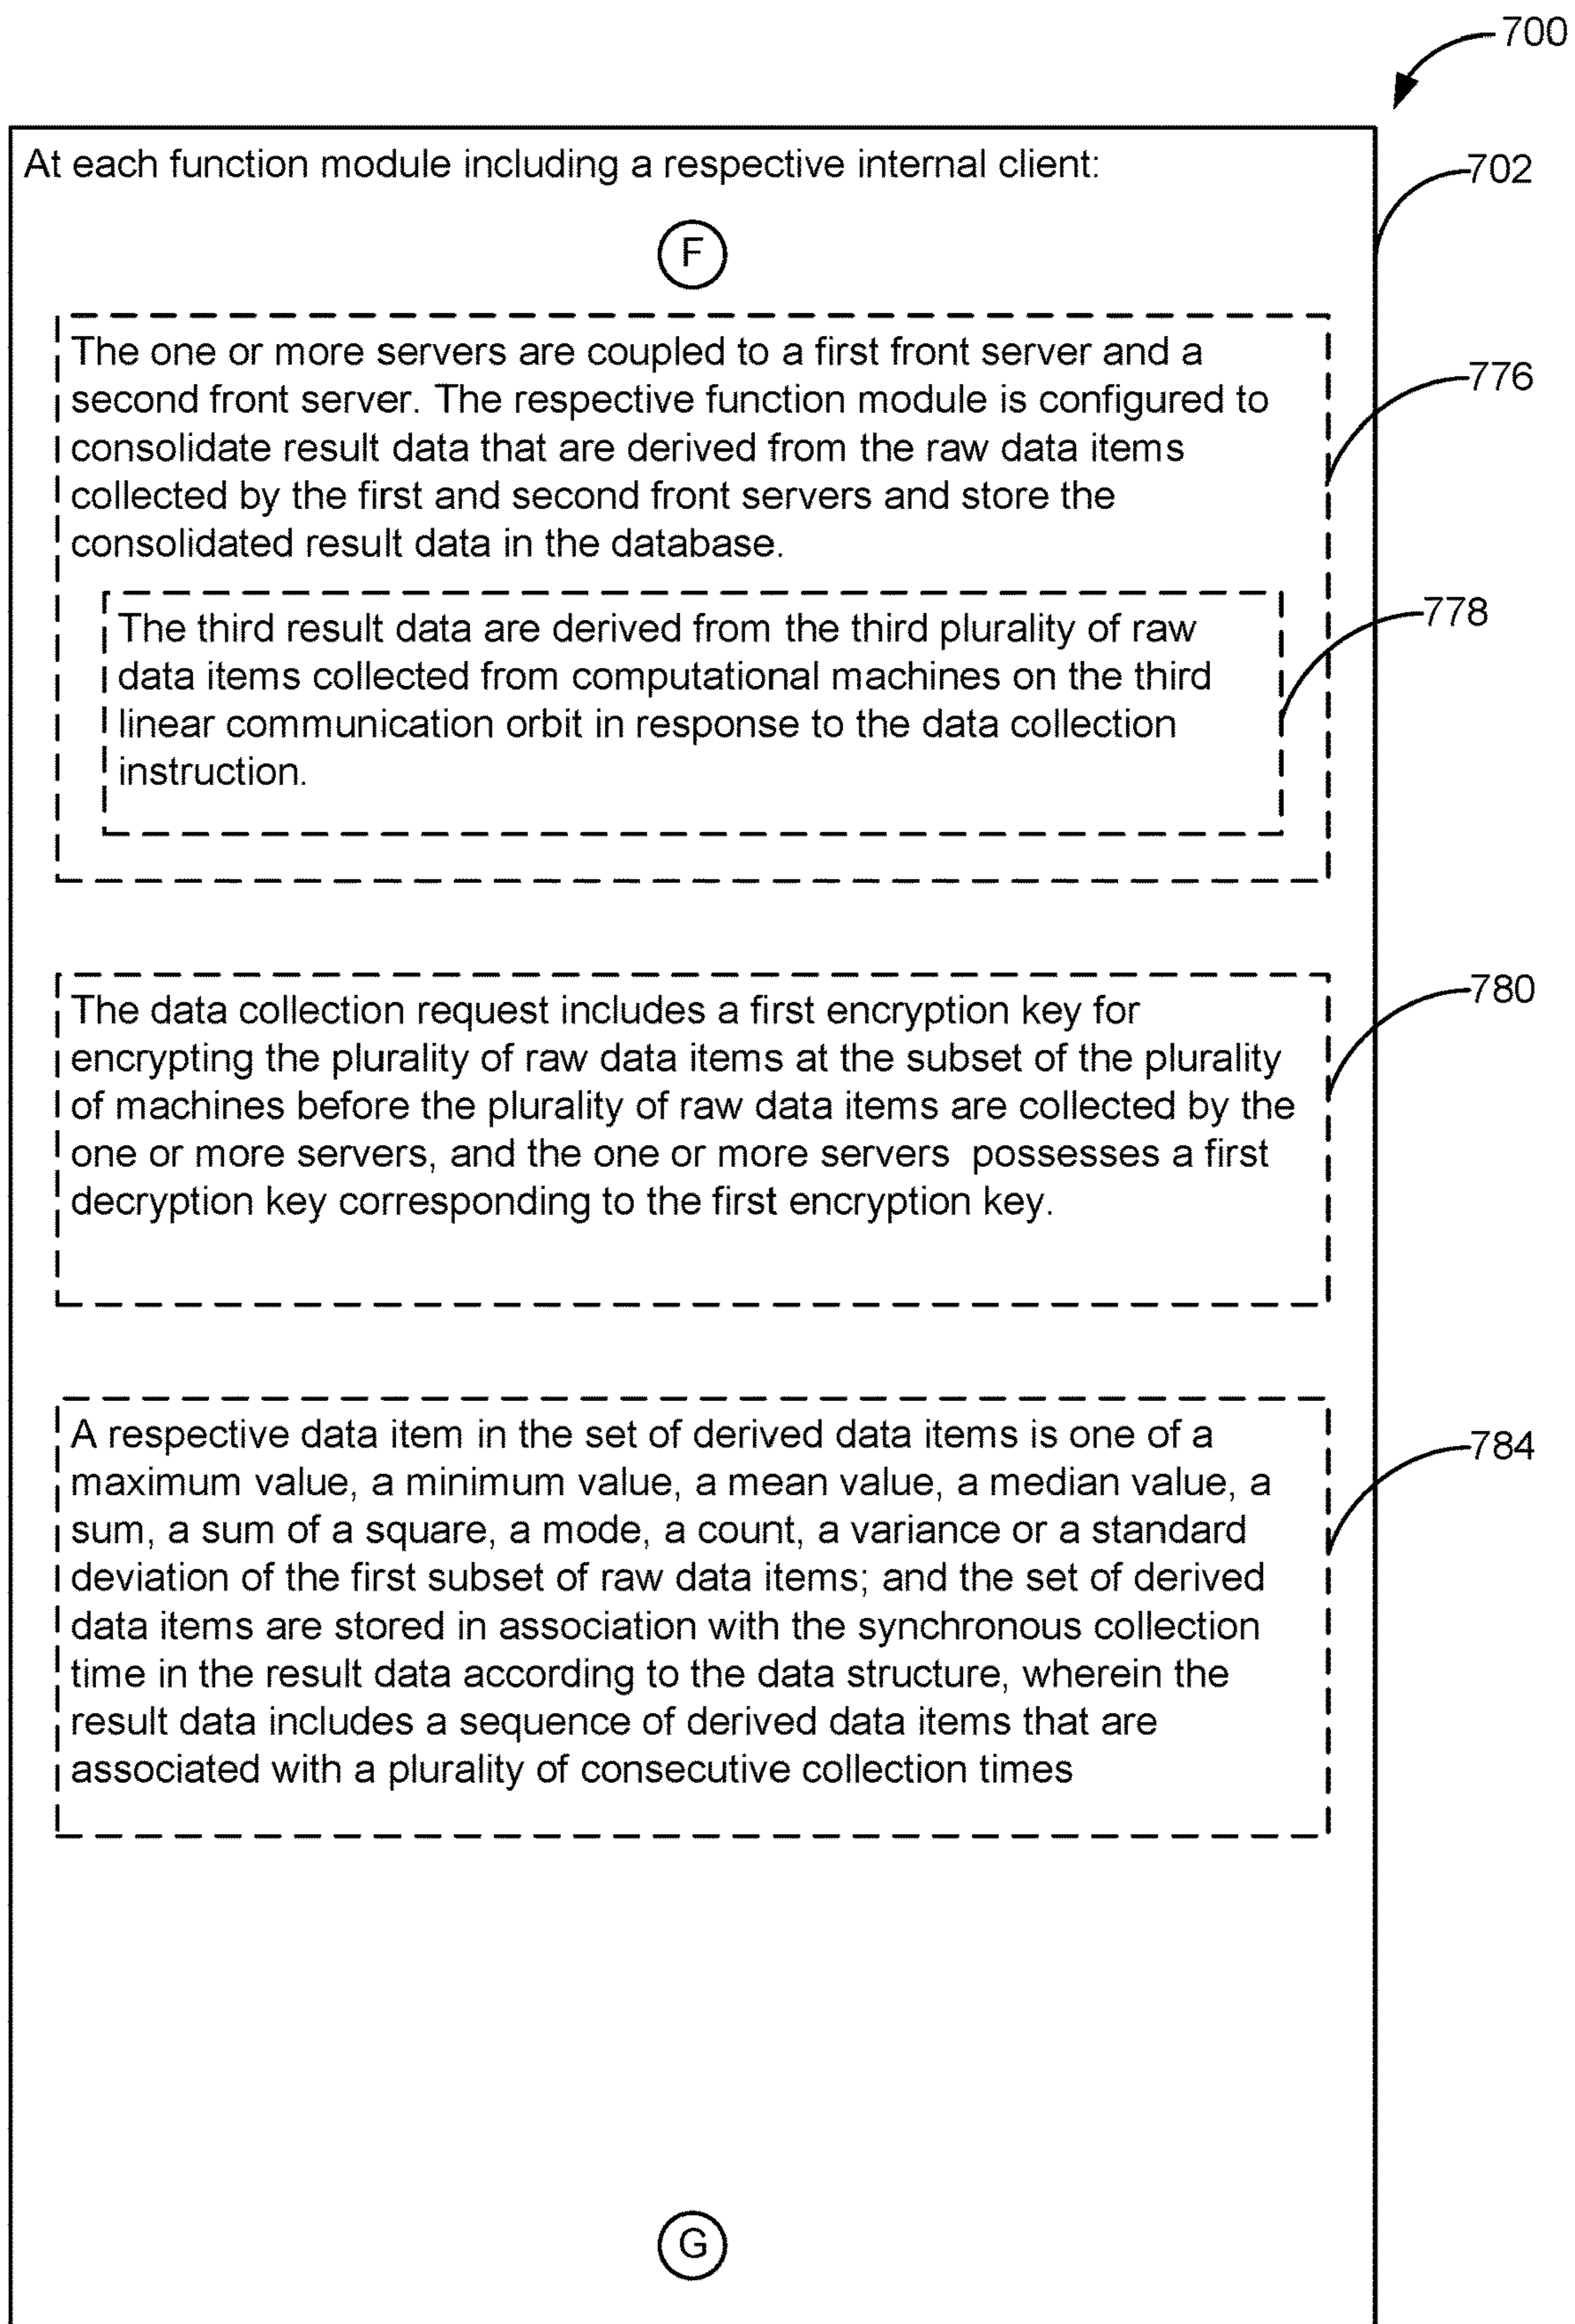 700
At each function module including a respective internal client:
702
F
The one or more servers are coupled to a first front server and a
second front server. The respective function module is configured to
776
consolidate result data that are derived from the raw data items
collected by the first and second front servers and store the
consolidated result data in the database.
778
The third result data are derived from the third plurality of raw
data items collected from computational machines on the third
linear communication orbit in response to the data collection
instruction.
780
The data collection request includes a first encryption key for
encrypting the plurality of raw data items at the subset of the plurality
of machines before the plurality of raw data items are collected by the
one or more servers, and the one or more servers  possesses a first
decryption key corresponding to the first encryption key.
A respective data item in the set of derived data items is one of a
784
maximum value, a minimum value, a mean value, a median value, a
sum, a sum of a square, a mode, a count, a variance or a standard
deviation of the first subset of raw data items; and the set of derived
data items are stored in association with the synchronous collection
time in the result data according to the data structure, wherein the
result data includes a sequence of derived data items that are
associated with a plurality of consecutive collection times
G